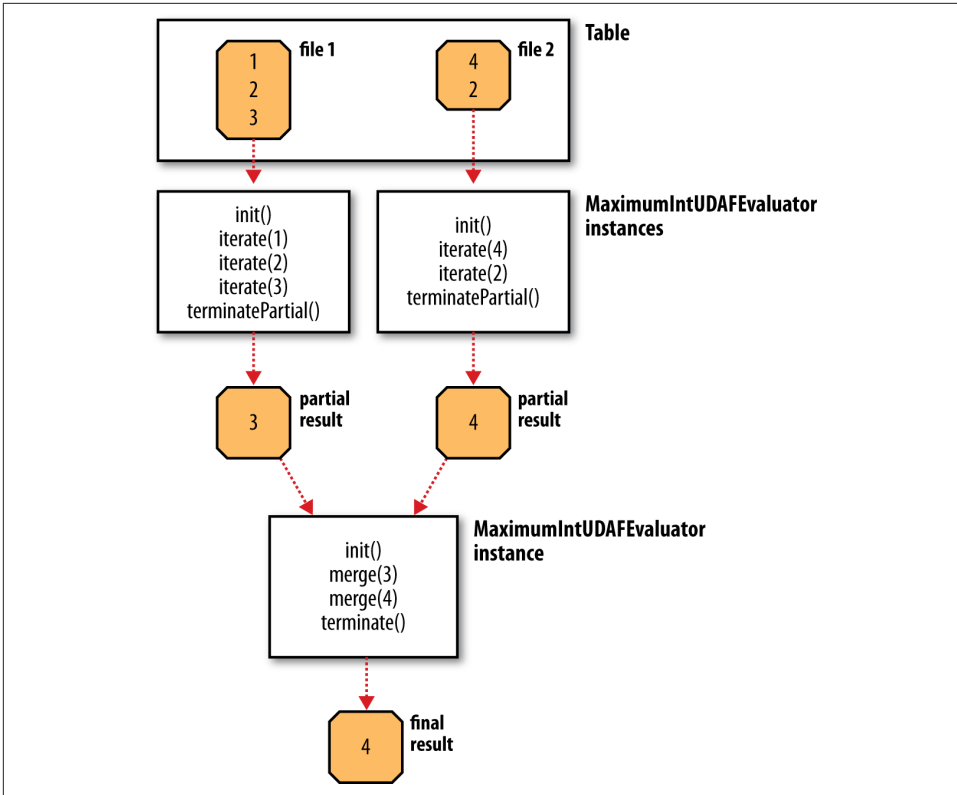 Table
file 1
1
2
3
file 2
4
2
MaximumIntUDAFEvaluator
instances
init()
iterate(1)
iterate(2)
iterate(3)
terminatePartial()
init()
iterate(4)
iterate(2)
terminatePartial()
3
partial
result
4
partial
result
MaximumIntUDAFEvaluator
instance
init()
merge(3)
merge(4)
terminate()
4
final
result